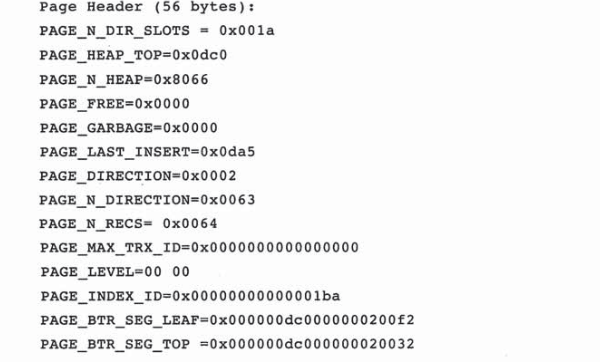 Page Header (56 bytes):
PAGE_N_DIR_SLOTS = 0x001a
PAGE_HEAP_TOP=0x0dc0
PAGE_N_HEAP=0x8066
PAGE_FREE=0x0000
PAGE_GARBAGE=0x0000
PAGE_LAST_INSERT=0x0da5
PAGE_DIRECTION=0x0002
PAGE_N_DIRECTION=0x0063
PAGE_N_RECS= 0x0064
PAGE_MAX_TRX_ID=0x0000000000000000
PAGE_LEVEL=00 00
PAGE_INDEX_ID=0x00000000000001ba
PAGE_BTR_SEG_LEAF=0x000000dc0000000200f2
PAGE_BTR_SEG_TOP =0x000000dc000000020032